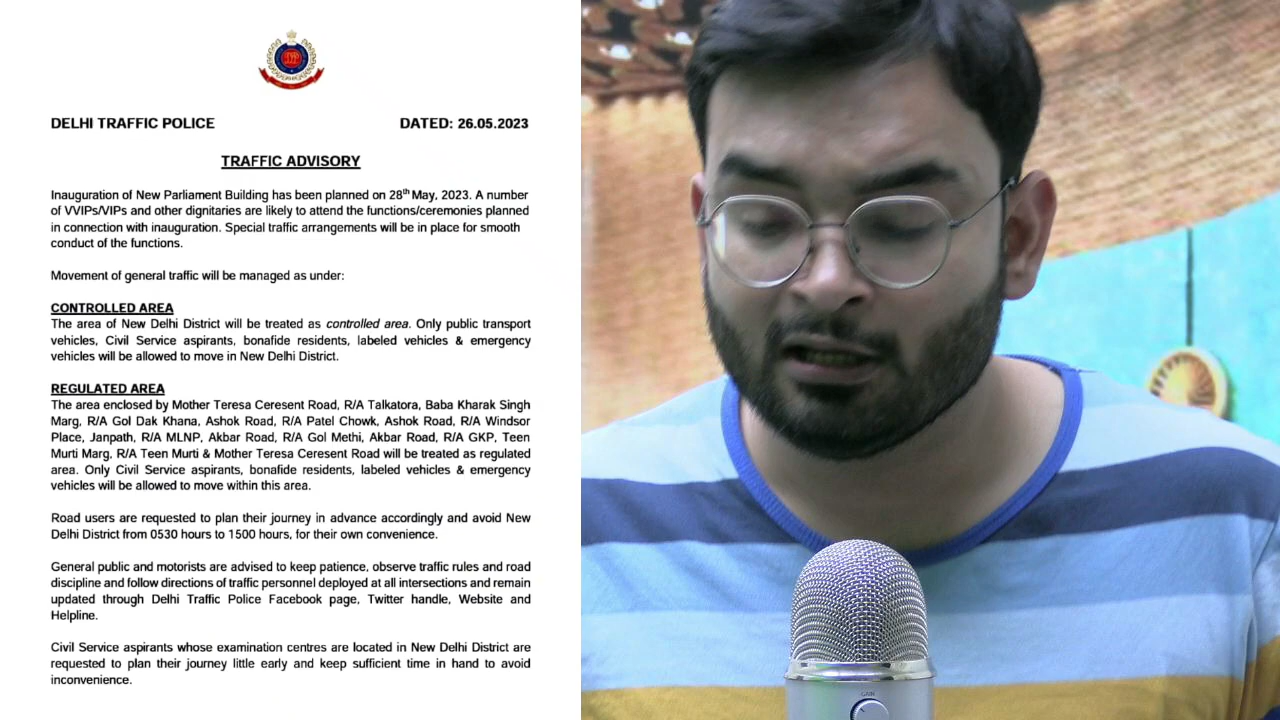 DELHI TRAFFIC POLICE DATED: 26.05.2023
TRAFFIC ADVISORY
Inauguration of New Parliament Building has been planned on 28th May, 2023. A number
of VVIPs/VIPs and other dignitaries are likely to attend the functions/ceremonies planned
in connection with inauguration. Special traffic arrangements will be in place for smooth
conduct of the functions.
Movement of general traffic will be managed as under:
CONTROLLED AREA
The area of New Delhi District will be treated as controlled area. Only public transport
vehicles, Civil Service aspirants, bonafide residents, labeled vehicles & emergency
vehicles will be allowed to move in New Delhi District.
REGULATED AREA
The area enclosed by Mother Teresa Ceresent Road, R/A Talkatora, Baba Kharak Singh
Marg, R/A Gol Dak Khana, Ashok Road, R/A Patel Chowk, Ashok Road, R/A Windsor
Place, Janpath, R/A MLNP, Akbar Road, R/A Gol Methi, Akbar Road, R/A GKP, Teen
Murti Marg, R/A Teen Murti & Mother Teresa Ceresent Road will be treated as regulated
area. Only Civil Service aspirants, bonafide residents, labeled vehicles & emergency
vehicles will be allowed to move within this area.
Road users are requested to plan their journey in advance accordingly and avoid New
Delhi District from 0530 hours to 1500 hours, for their own convenience.
General public and motorists are advised to keep patience, observe traffic rules and road
discipline and follow directions of traffic personnel deployed at all intersections and remain
updated through Delhi Traffic Police Facebook page, Twitter handle, Website and
Helpline.
Civil Service aspirants whose examination centres are located in New Delhi District are
requested to plan their journey little early and keep sufficient time in hand to avoid
inconvenience.
GAIN